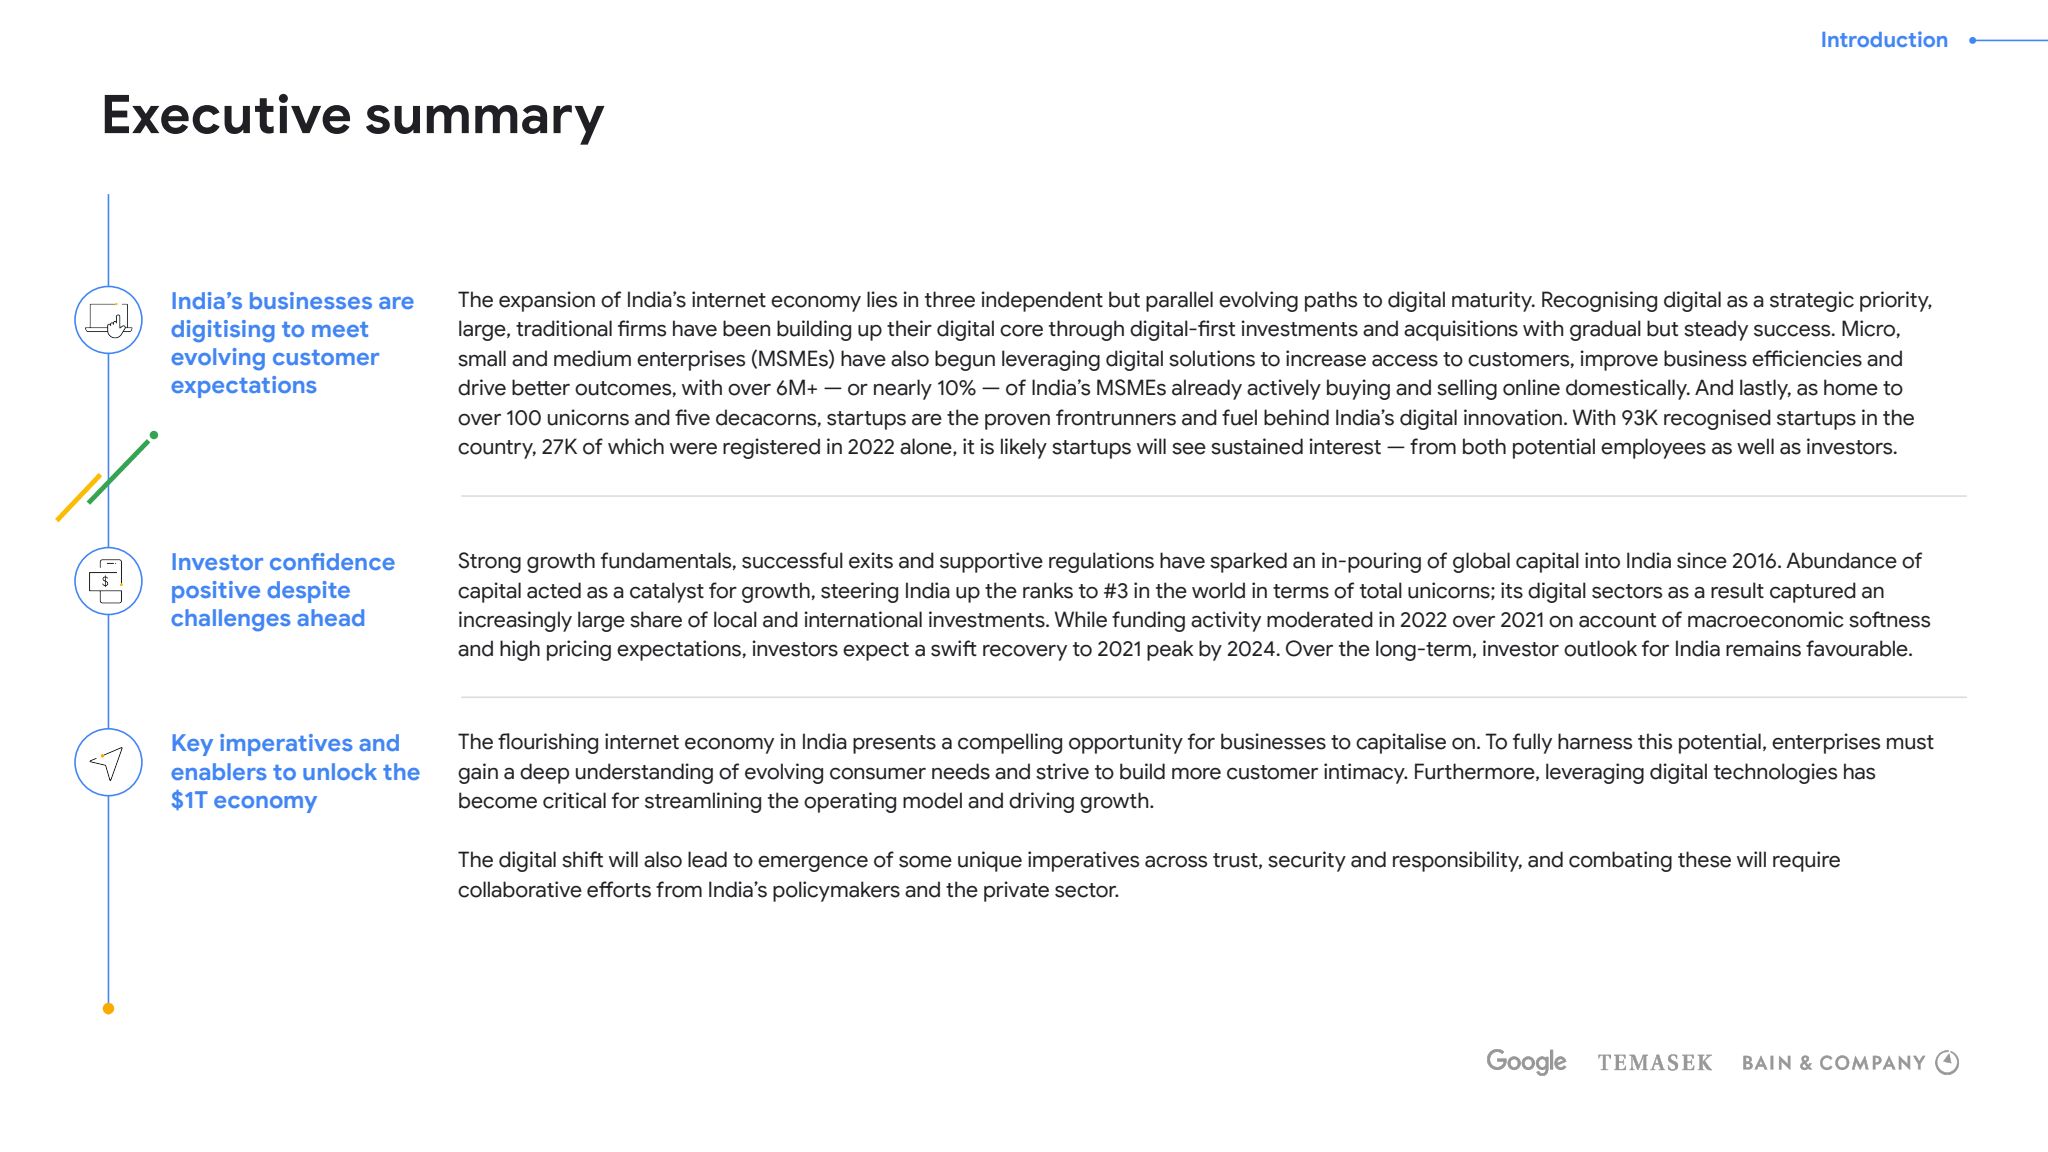 Introduction
Executive summary
India’s businesses are
digitising to meet
evolving customer
expectations
The expansion of India’s internet economy lies in three independent but parallel evolving paths to digital maturity. Recognising digital as a strategic priority,
large, traditional firms have been building up their digital core through digital-first investments and acquisitions with gradual but steady success. Micro,
small and medium enterprises (MSMEs) have also begun leveraging digital solutions to increase access to customers, improve business efficiencies and
drive better outcomes, with over 6M+ — or nearly 10% — of India’s MSMEs already actively buying and selling online domestically. And lastly, as home to
over 100 unicorns and five decacorns, startups are the proven frontrunners and fuel behind India’s digital innovation. With 93K recognised startups in the
country, 27K of which were registered in 2022 alone, it is likely startups will see sustained interest — from both potential employees as well as investors.
$
Investor confidence
positive despite
challenges ahead
Strong growth fundamentals, successful exits and supportive regulations have sparked an in-pouring of global capital into India since 2016. Abundance of
capital acted as a catalyst for growth, steering India up the ranks to #3 in the world in terms of total unicorns; its digital sectors as a result captured an
increasingly large share of local and international investments. While funding activity moderated in 2022 over 2021 on account of macroeconomic softness
and high pricing expectations, investors expect a swift recovery to 2021 peak by 2024. Over the long-term, investor outlook for India remains favourable.
Key imperatives and
enablers to unlock the
$1T economy
The flourishing internet economy in India presents a compelling opportunity for businesses to capitalise on. To fully harness this potential, enterprises must
gain a deep understanding of evolving consumer needs and strive to build more customer intimacy. Furthermore, leveraging digital technologies has
become critical for streamlining the operating model and driving growth.
The digital shift will also lead to emergence of some unique imperatives across trust, security and responsibility, and combating these will require
collaborative efforts from India’s policymakers and the private sector.
Google TEMASEK BAIN & COMPANY